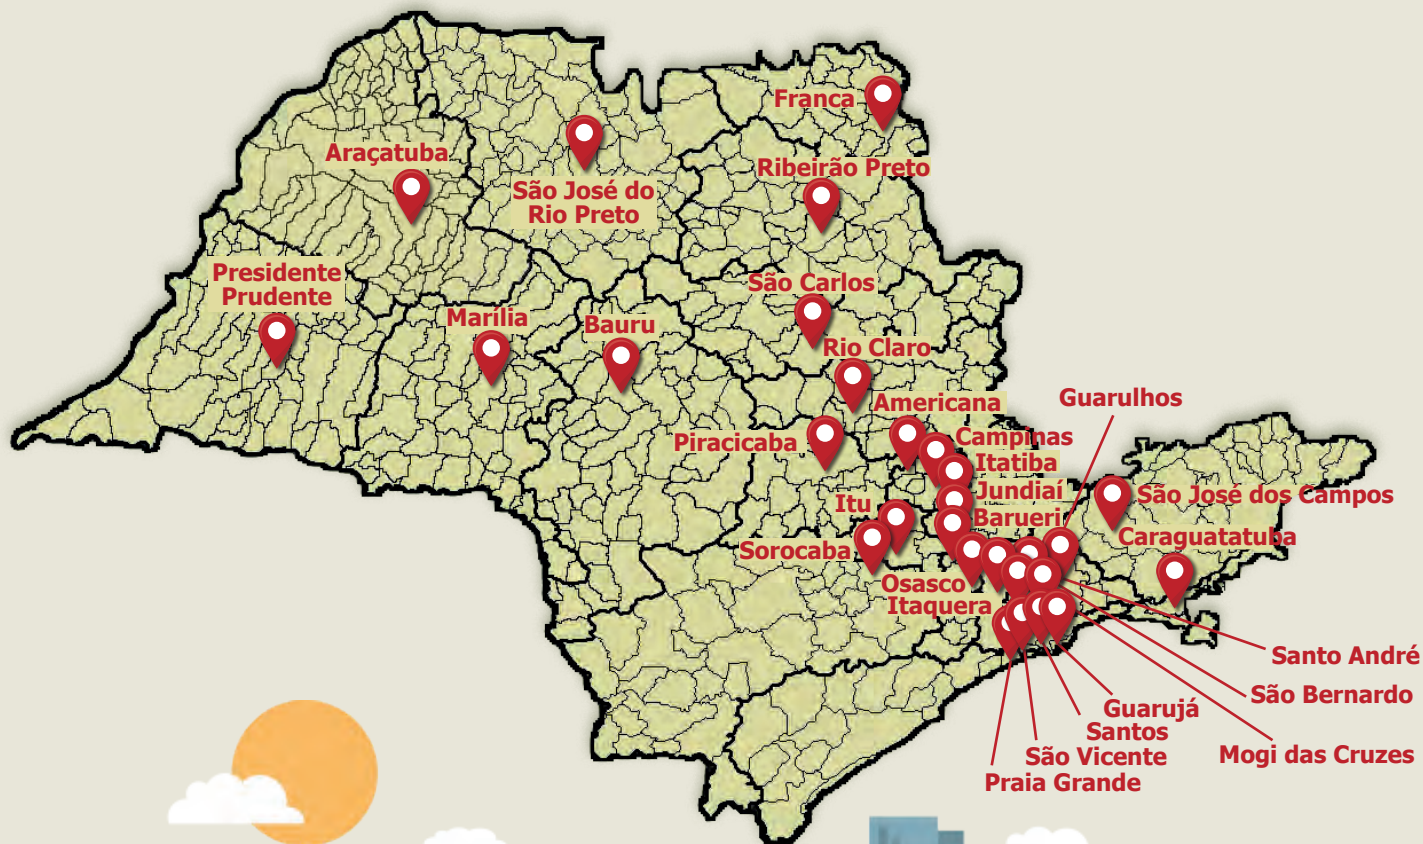 Franca
Araçatuba
Ribeirão Preto
São José do
Rio Preto
Presidente
Prudente
São Carlos
Marília
Bauru
Rio Claro
Americana
Guarulhos
Piracicaba
Campinas
Itatiba
Jundiaí
São José dos Campos
Itu
Barueri
Caraguatatuba
Sorocaba
Osasco
Itaquera
Santo André
São Bernardo
Guarujá
Santos
São Vicente
Mogi das Cruzes
Praia Grande